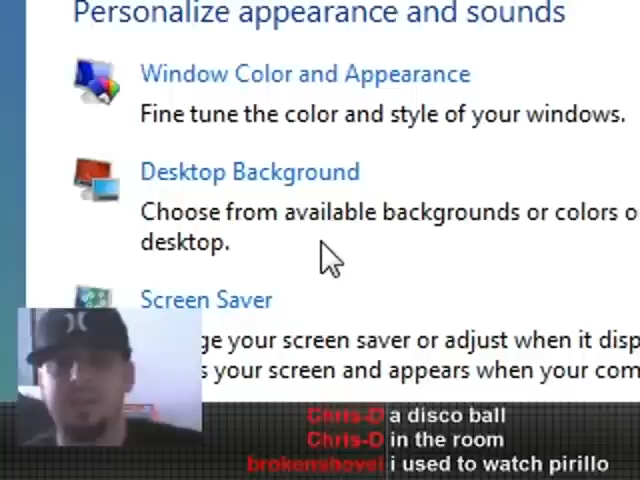 Personalize appearance and sounds
Window Color and Appearance
Fine tune the color and style of your windows.
Desktop Background
Choose from available backgrounds or colors o
desktop.
Screen Saver
ge your screen saver or adjust when it disp
s your screen and appears when your com
Chris-D a disco ball
Chris-D in the room
brokenshovel i used to watch pirillo